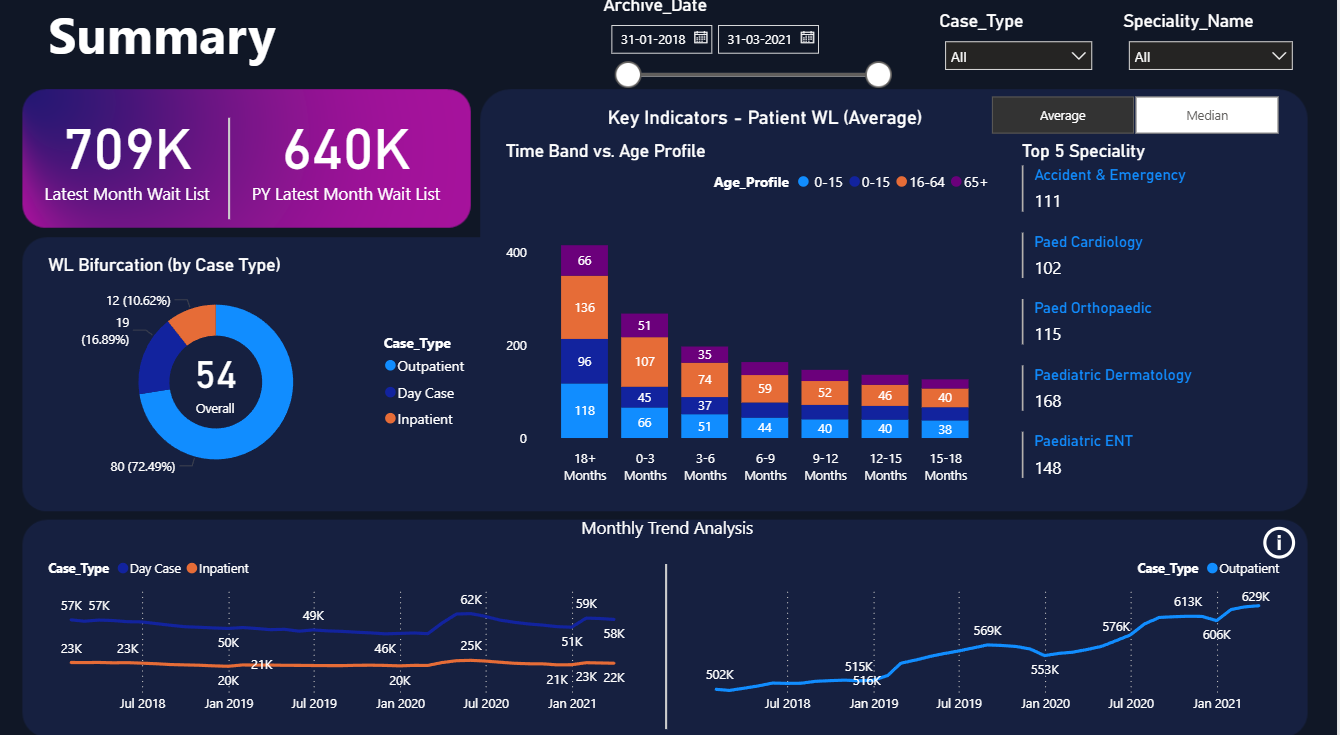 Summary
Archive_Date
31-01-2018
31-03-2021
Case_Type
All
Speciality_Name
All
709K
Latest Month Wait List
640K
PY Latest Month Wait List
Key Indicators - Patient WL (Average)
Average
Median
Time Band vs. Age Profile
Age_Profile 0-15 0-15 16-64 65+
400
200
0
66
136
96
118
51
107
45
66
35
74
37
51
59
44
52
40
46
40
40
38
18+ Months
0-3 Months
3-6 Months
6-9 Months
9-12 Months
12-15 Months
15-18 Months
Top 5 Speciality
Accident & Emergency
111
Paed Cardiology
102
Paed Orthopaedic
115
Paediatric Dermatology
168
Paediatric ENT
148
WL Bifurcation (by Case Type)
12 (10.62%)
19
(16.89%)
54
Overall
80 (72.49%)
Case_Type
Outpatient
Day Case
Inpatient
Monthly Trend Analysis
i
Case_Type Day Case Inpatient
57K 57K 50K 49K 46K 62K 51K 59K 58K
23K 23K 20K 21K 20K 25K 21K 23K 22K
Jul 2018 Jan 2019 Jul 2019 Jan 2020 Jul 2020 Jan 2021
Case_Type Outpatient
502K 515K 516K 569K 553K 576K 613K 606K 629K
Jul 2018 Jan 2019 Jul 2019 Jan 2020 Jul 2020 Jan 2021